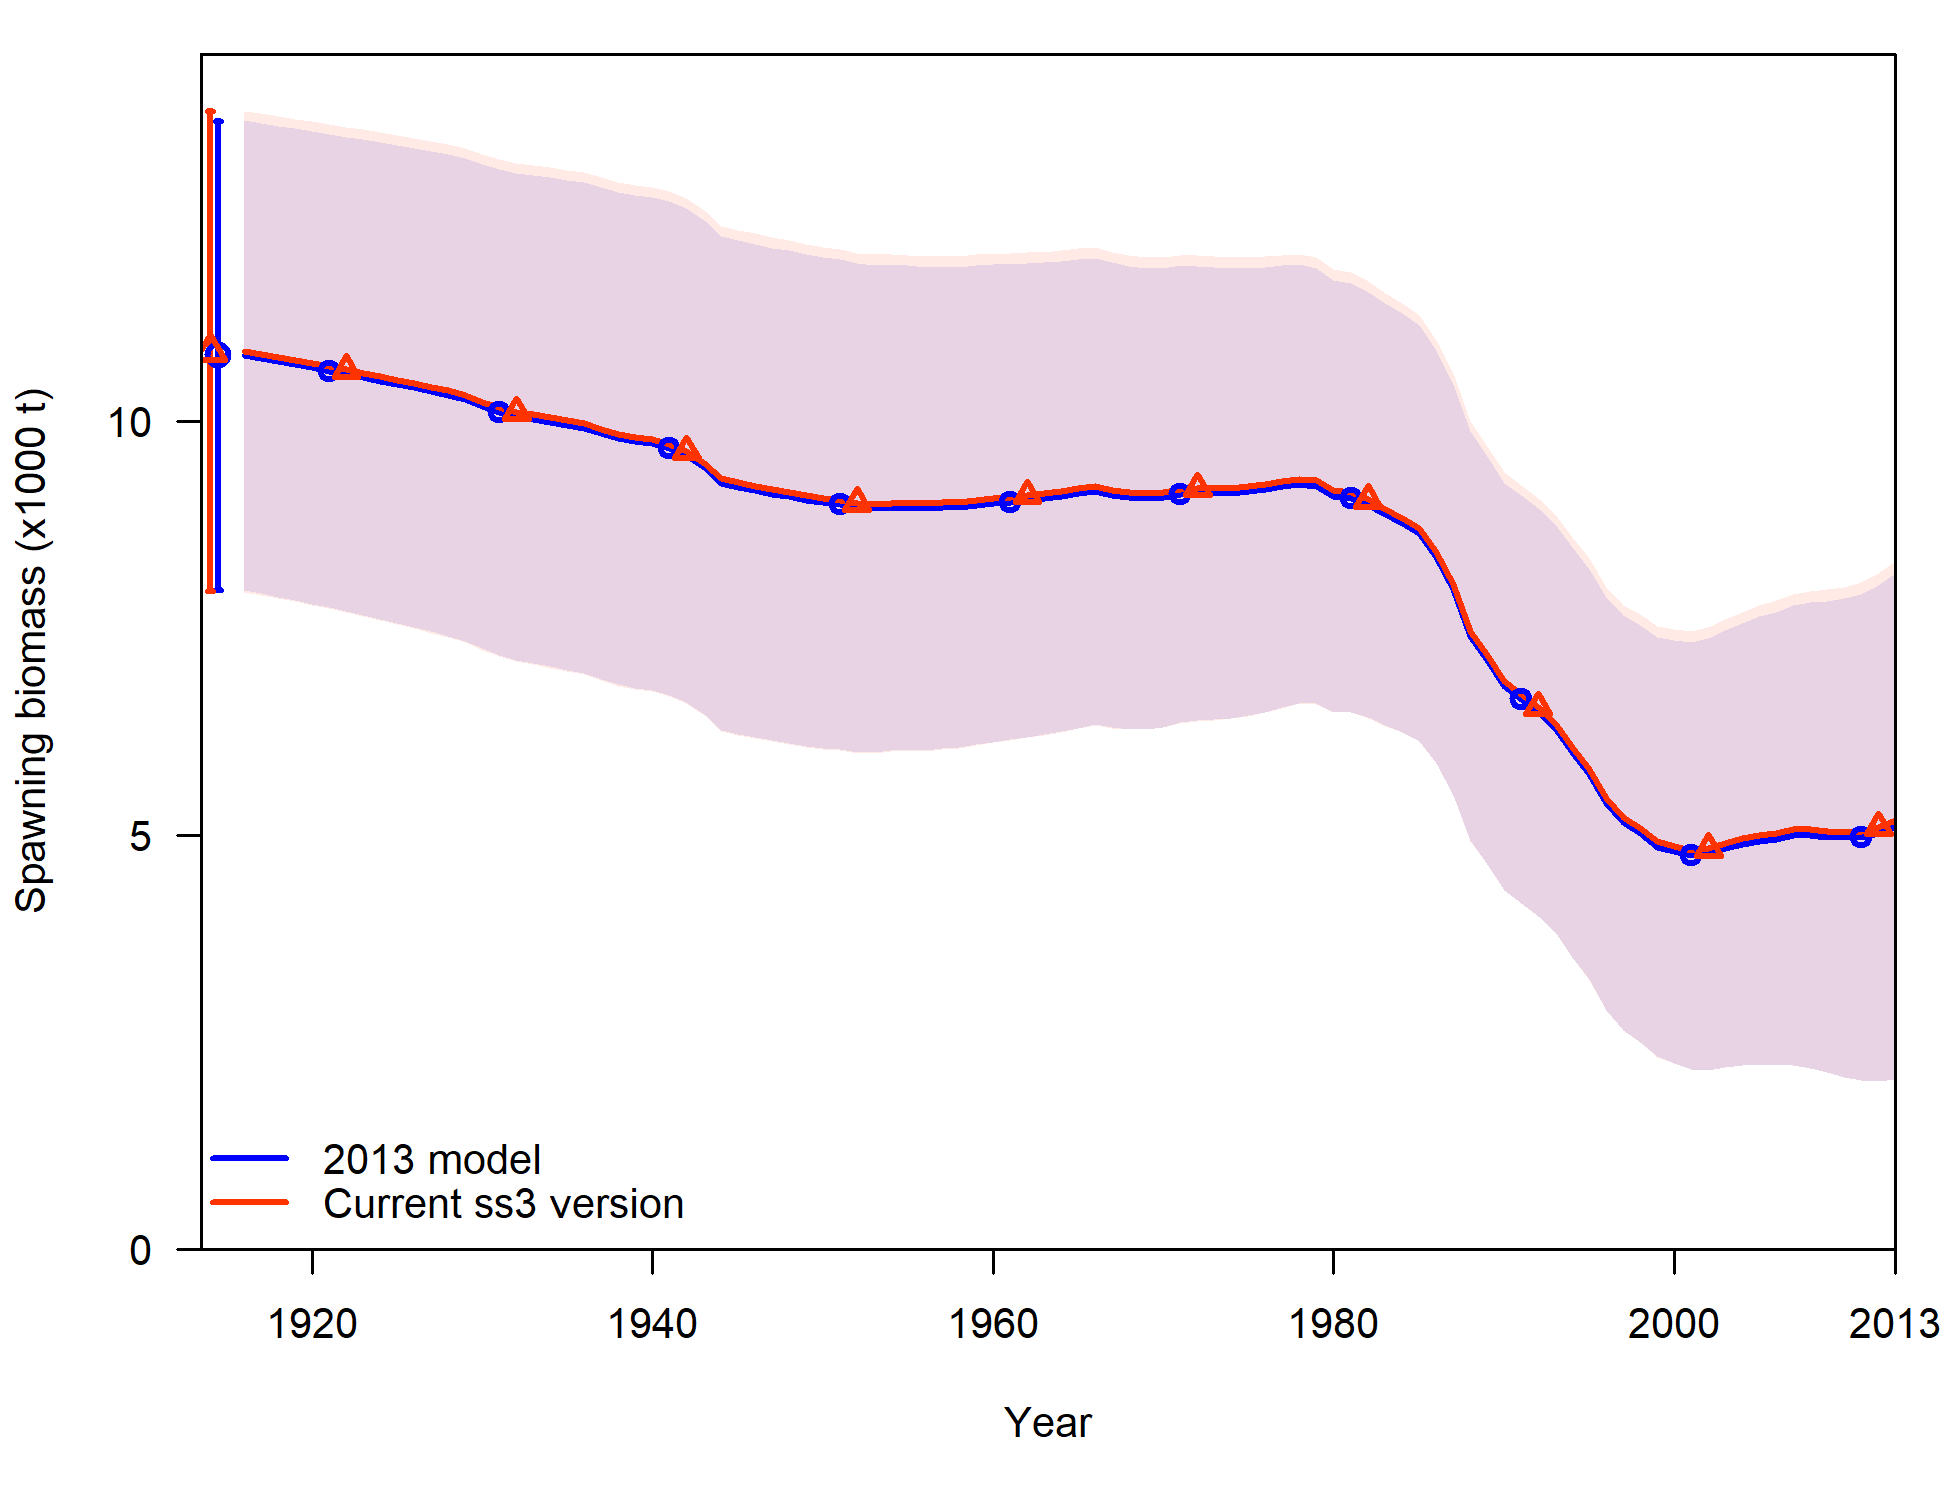 Spawning biomass (x1000 t)
10
5
0
2013 model
Current ss3 version
1920 1940 1960 1980 2000 2013
Year